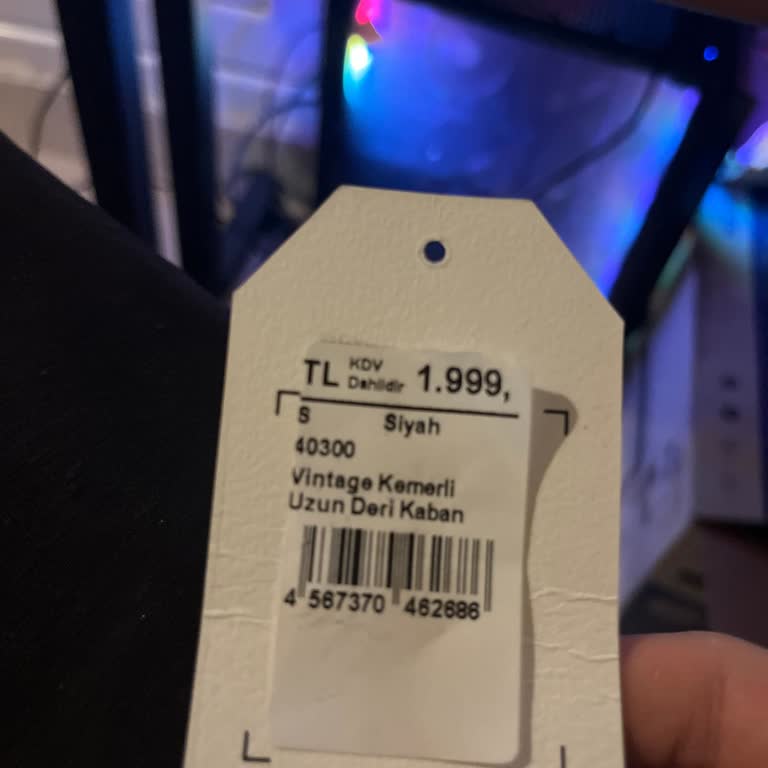 TL KDV Dahildir 1.999,
S Siyah
40300
Vintage Kemerli
Uzun Deri Kaban
4 567370 462686